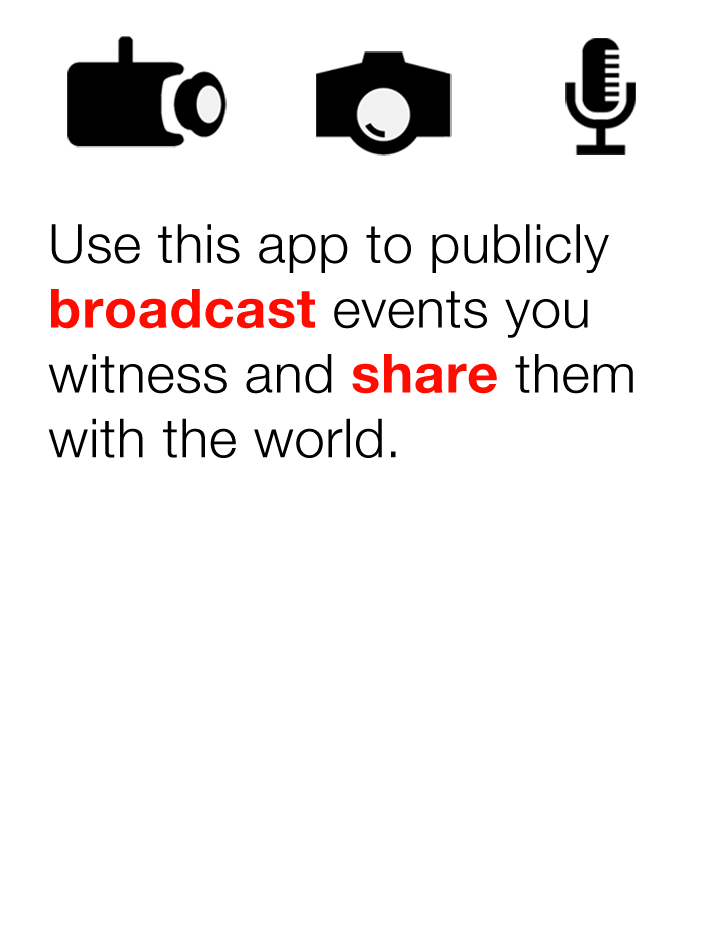 Use this app to publicly
broadcast events you
witness and share them
with the world.